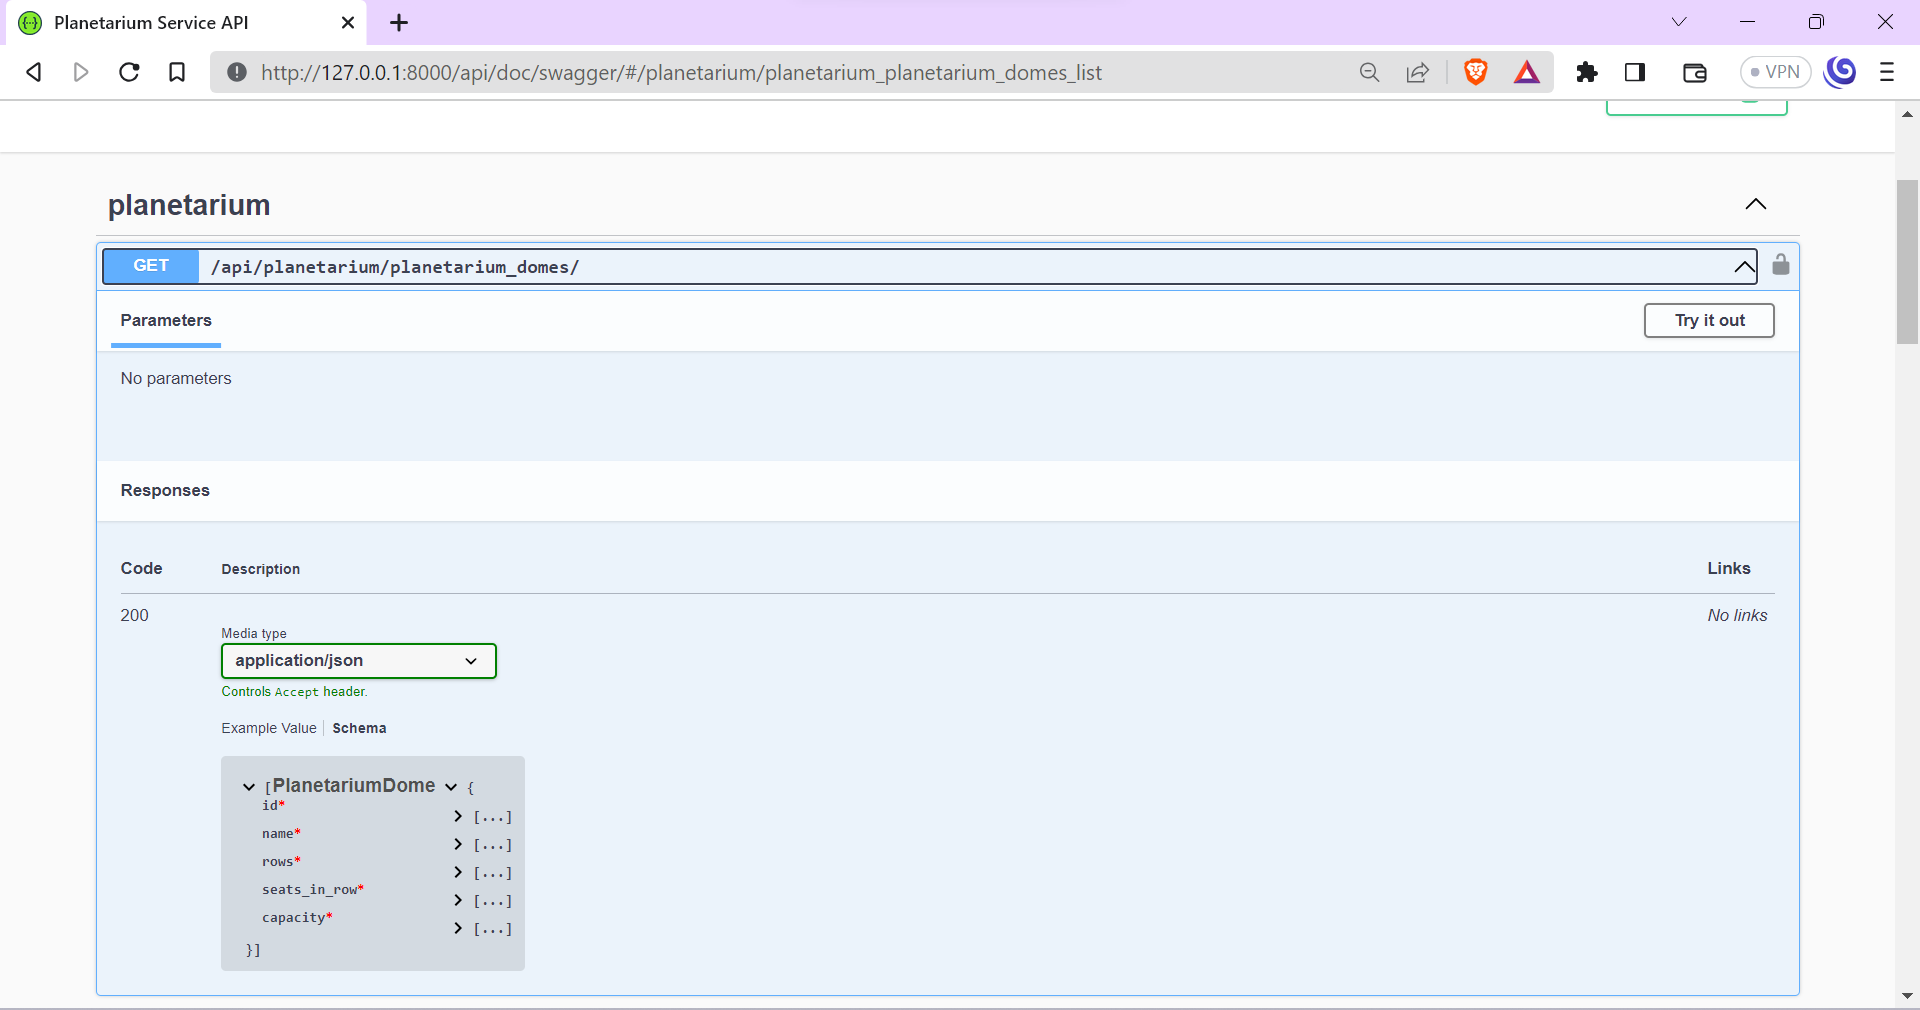 Planetarium Service API
http://127.0.0.1:8000/api/doc/swagger/#/planetarium/planetarium_planetarium_domes_list
VPN
planetarium
GET /api/planetarium/planetarium_domes/
Parameters
Try it out
No parameters
Responses
Code Description Links
200 No links
Media type
application/json
Controls Accept header.
Example Value Schema
[PlanetariumDome {
id* [...]
name* [...]
rows* [...]
seats_in_row* [...]
capacity* [...]
}]